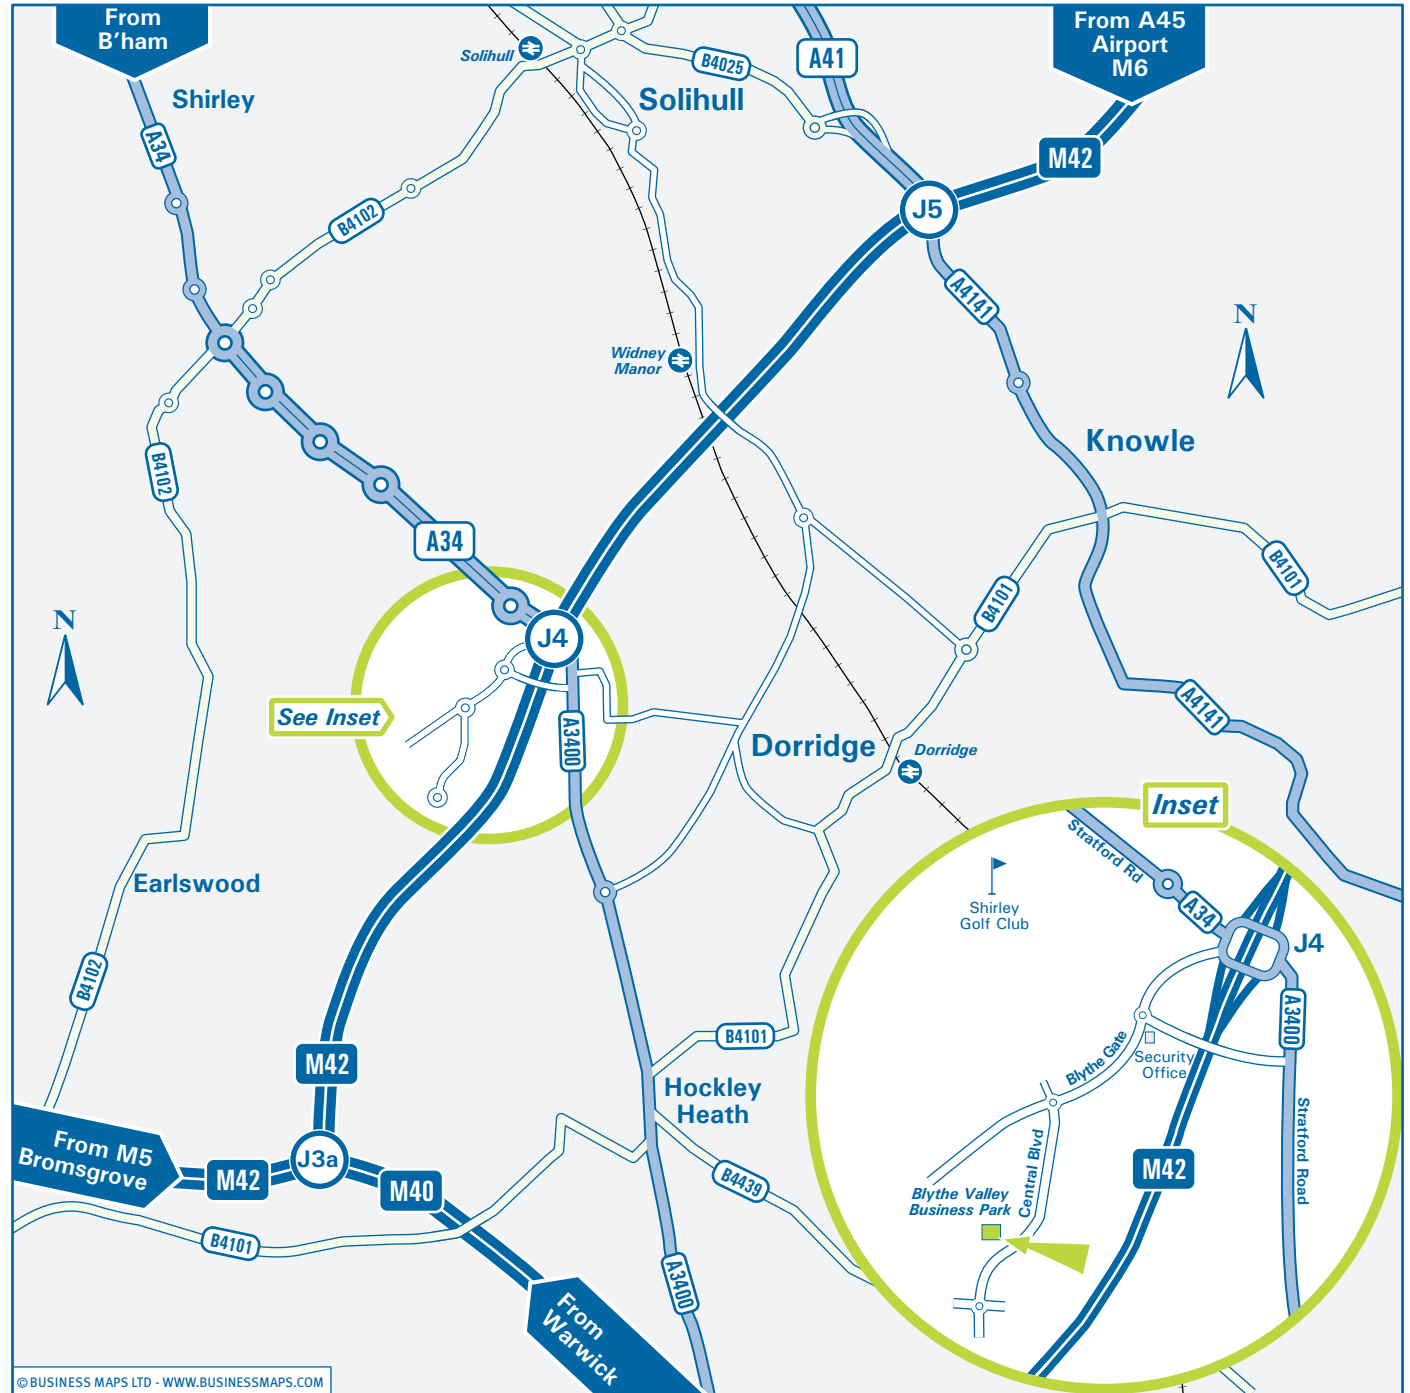 From
B'ham
From A45
Airport
M6
Solihull
B4025
A41
Shirley
Solihull
A34
M42
B4102
J5
A4141
N
Widney
Manor
Knowle
B4102
A34
B4101
B4101
N
J4
See Inset
A3400
A4141
Dorridge
Dorridge
Inset
Stratford Rd
Earlswood
Shirley
Golf Club
A34
J4
B4102
A3400
B4101
Blythe Gate
Security
Office
M42
Hockley
Heath
Stratford Road
From M5
Bromsgrove
M42
J3a
M40
Central Blvd
M42
B4439
Blythe Valley
Business Park
B4101
A3400
From
Warwick
© BUSINESS MAPS LTD - WWW.BUSINESSMAPS.COM